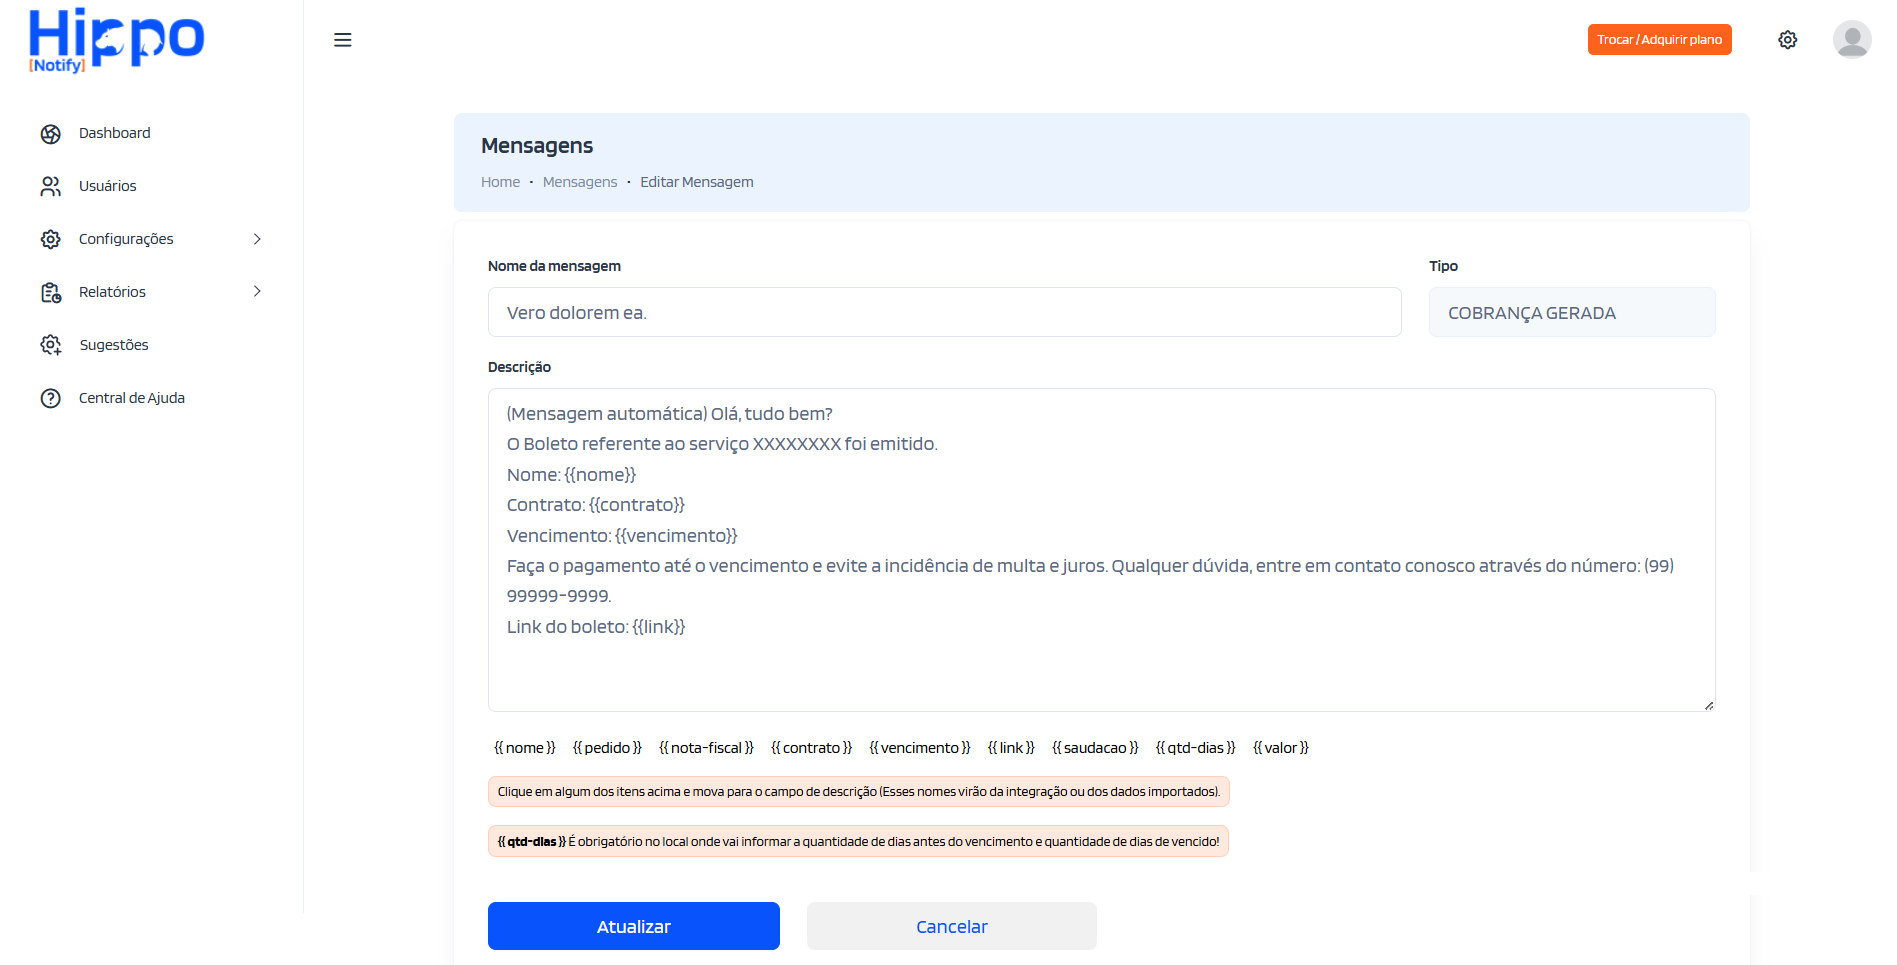 Hippo
[Notify]
Trocar / Adquirir plano
Dashboard
Usuários
Configurações
Relatórios
Sugestões
Central de Ajuda
Mensagens
Home · Mensagens · Editar Mensagem
Nome da mensagem
Tipo
Vero dolorem ea.
COBRANÇA GERADA
Descrição
(Mensagem automática) Olá, tudo bem?
O Boleto referente ao serviço XXXXXXXX foi emitido.
Nome: {{nome}}
Contrato: {{contrato}}
Vencimento: {{vencimento}}
Faça o pagamento até o vencimento e evite a incidência de multa e juros. Qualquer dúvida, entre em contato conosco através do número: (99)
99999-9999.
Link do boleto: {{link}}
{{ nome }} {{ pedido }} {{ nota-fiscal }} {{ contrato }} {{ vencimento }} {{ link }} {{ saudacao }} {{ qtd-dias }} {{ valor }}
Clique em algum dos itens acima e mova para o campo de descrição (Esses nomes virão da integração ou dos dados importados).
{{ qtd-dias }} É obrigatório no local onde vai informar a quantidade de dias antes do vencimento e quantidade de dias de vencido!
Atualizar
Cancelar